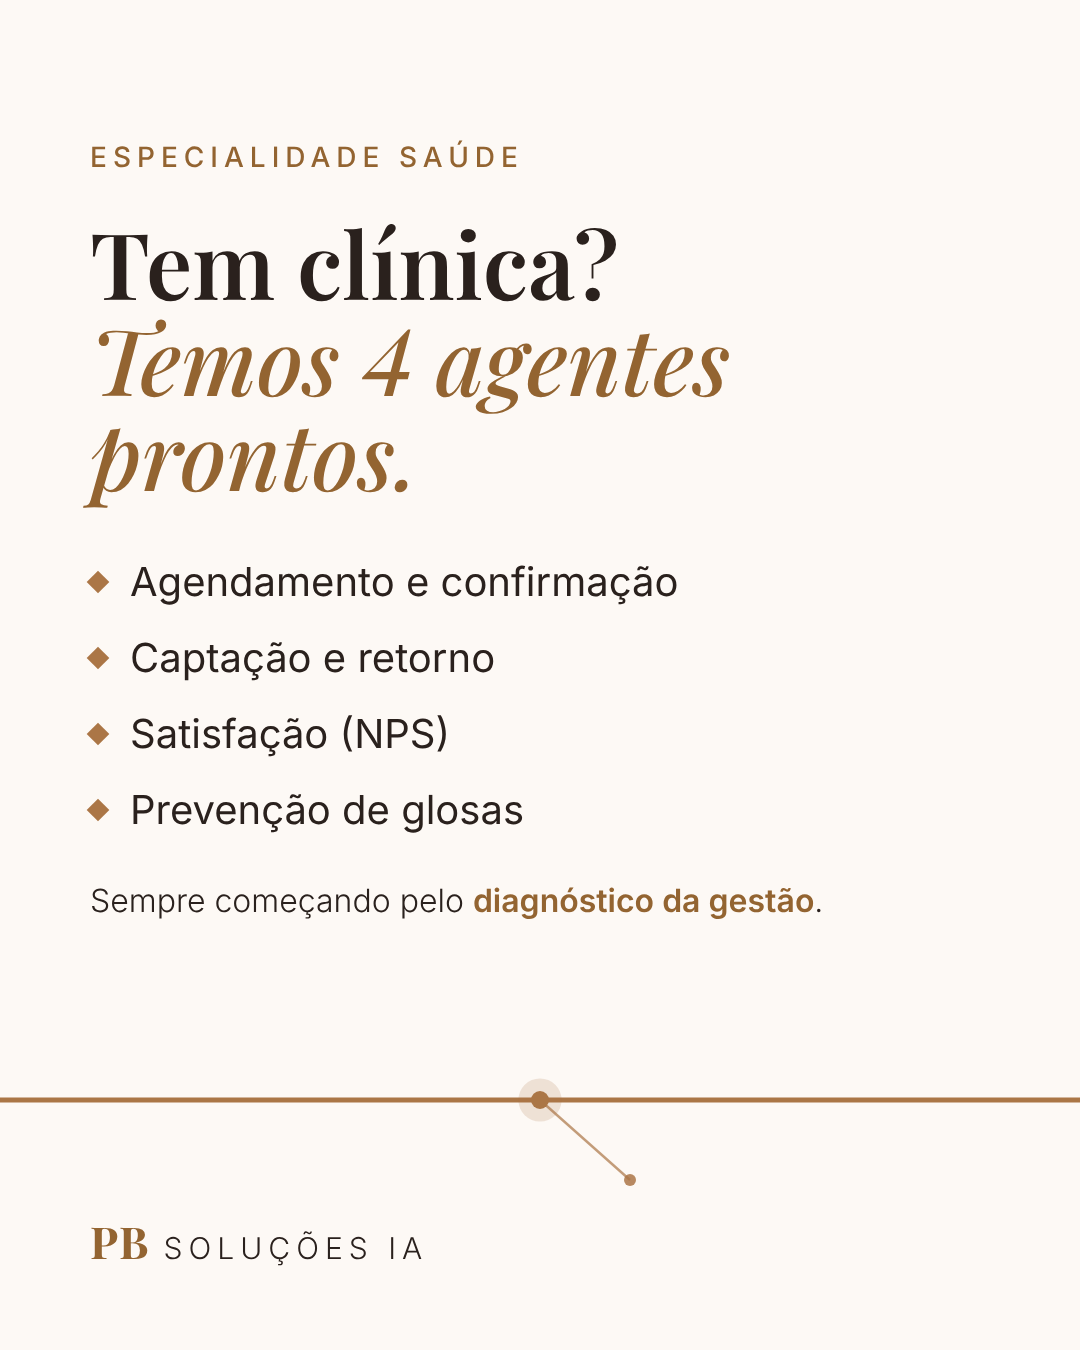 ESPECIALIDADE SAÚDE
Tem clínica?
Temos 4 agentes
prontos.
Agendamento e confirmação
Captação e retorno
Satisfação (NPS)
Prevenção de glosas
Sempre começando pelo diagnóstico da gestão.
PB SOLUÇÕES IA